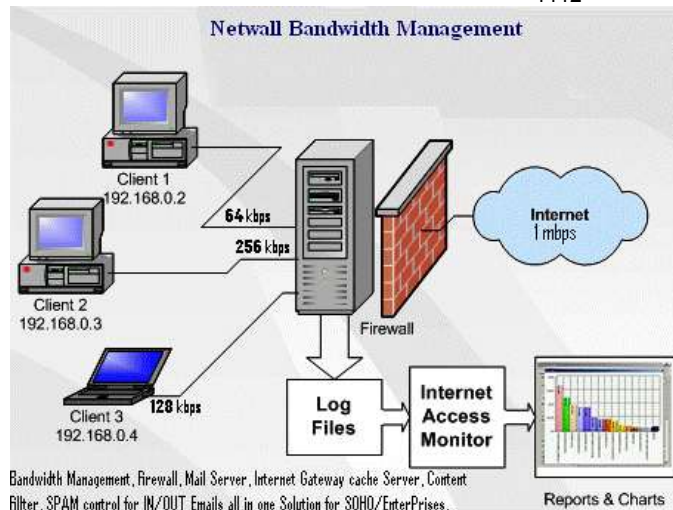 Netwall Bandwidth Management
Client 1
192.168.0.2
64 kbps
Internet
1 mbps
256 kbps
Client 2
192.168.0.3
Firewall
128 kbps
Client 3
192.168.0.4
Log
Files
Internet
Access
Monitor
Bandwidth Management, Firewall, Mail Server, Internet Gateway cache Server, Content
filter, SPAM control for IN/OUT Emails all in one Solution for SOHO/EnterPrises.
Reports & Charts